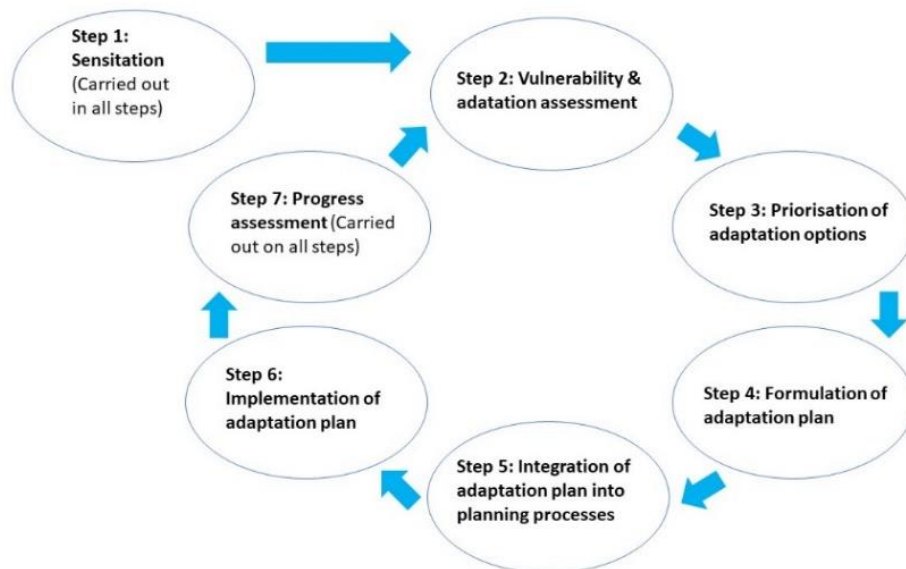 Step 1:
Sensitation
(Carried out
in all steps)
Step 2: Vulnerability &
adatation assessment
Step 3: Priorisation of
adaptation options
Step 4: Formulation of
adaptation plan
Step 5: Integration of
adaptation plan into
planning processes
Step 6:
Implementation of
adaptation plan
Step 7: Progress
assessment (Carried
out on all steps)